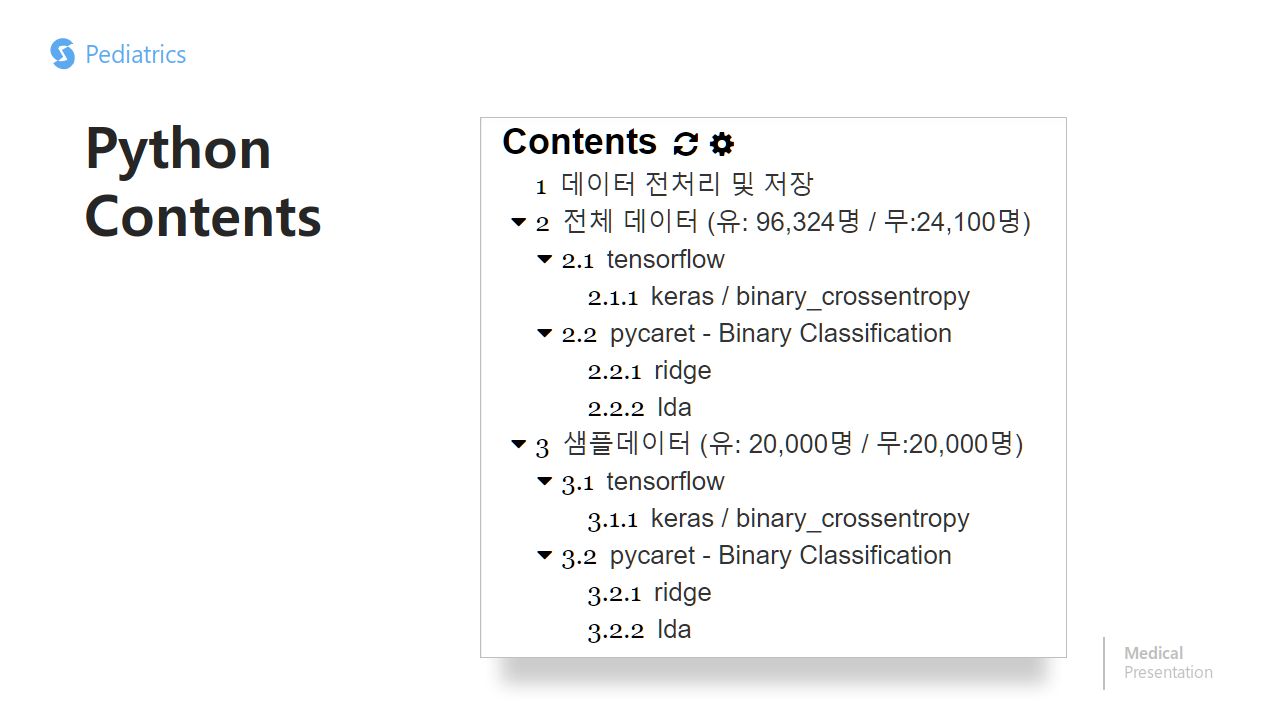 Pediatrics
Python
Contents
Contents
1 데이터 전처리 및 저장
2 전체 데이터 (유: 96,324명 / 무:24,100명)
2.1 tensorflow
2.1.1 keras / binary_crossentropy
2.2 pycaret - Binary Classification
2.2.1 ridge
2.2.2 lda
3 샘플데이터 (유: 20,000명 / 무:20,000명)
3.1 tensorflow
3.1.1 keras / binary_crossentropy
3.2 pycaret - Binary Classification
3.2.1 ridge
3.2.2 lda
Medical
Presentation